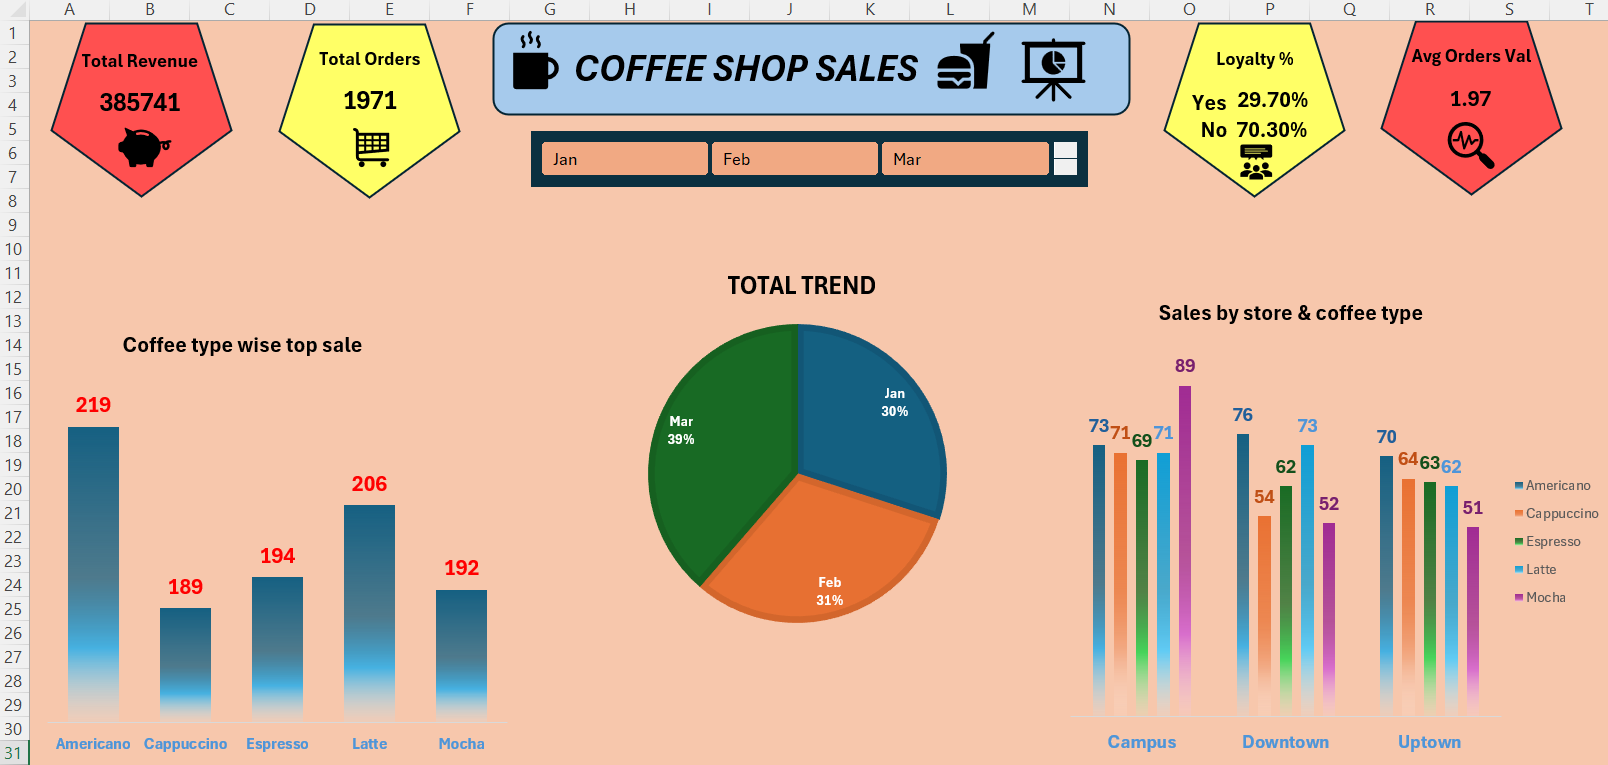 A B C D E F G H I J K L M N O P Q R S T
1
2
3
4
5
6
7
8
9
10
11
12
13
14
15
16
17
18
19
20
21
22
23
24
25
26
27
28
29
30
31
Total Revenue
385741
Total Orders
1971
COFFEE SHOP SALES
Jan Feb Mar
Loyalty %
Yes 29.70%
No 70.30%
Avg Orders Val
1.97
Coffee type wise top sale
219
189
194
206
192
Americano Cappuccino Espresso Latte Mocha
TOTAL TREND
Jan
30%
Mar
39%
Feb
31%
Sales by store & coffee type
73 71 69 71 89
76 54 62 73 52
70 64 63 62 51
Campus Downtown Uptown
Americano
Cappuccino
Espresso
Latte
Mocha